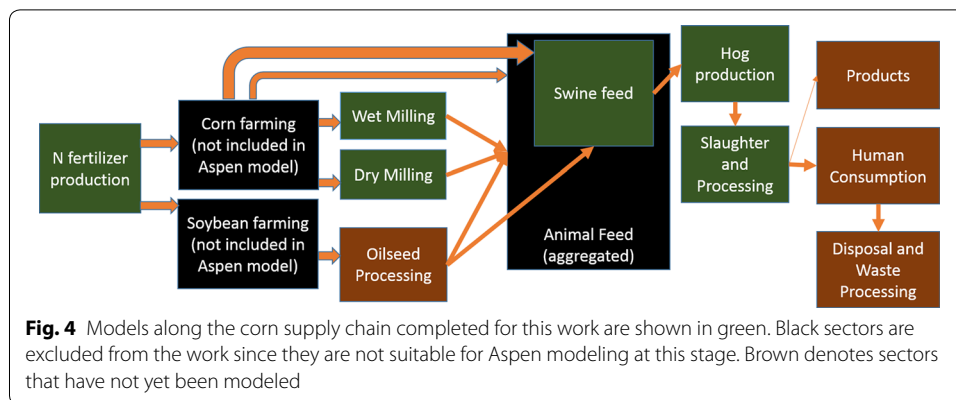 N fertilizer
production
Corn farming
(not included in
Aspen model)
Soybean farming
(not included in
Aspen model)
Wet Milling
Dry Milling
Oilseed
Processing
Swine feed
Animal Feed
(aggregated)
Hog
production
Slaughter
and
Processing
Products
Human
Consumption
Disposal and
Waste
Processing
Fig. 4 Models along the corn supply chain completed for this work are shown in green. Black sectors are
excluded from the work since they are not suitable for Aspen modeling at this stage. Brown denotes sectors
that have not yet been modeled